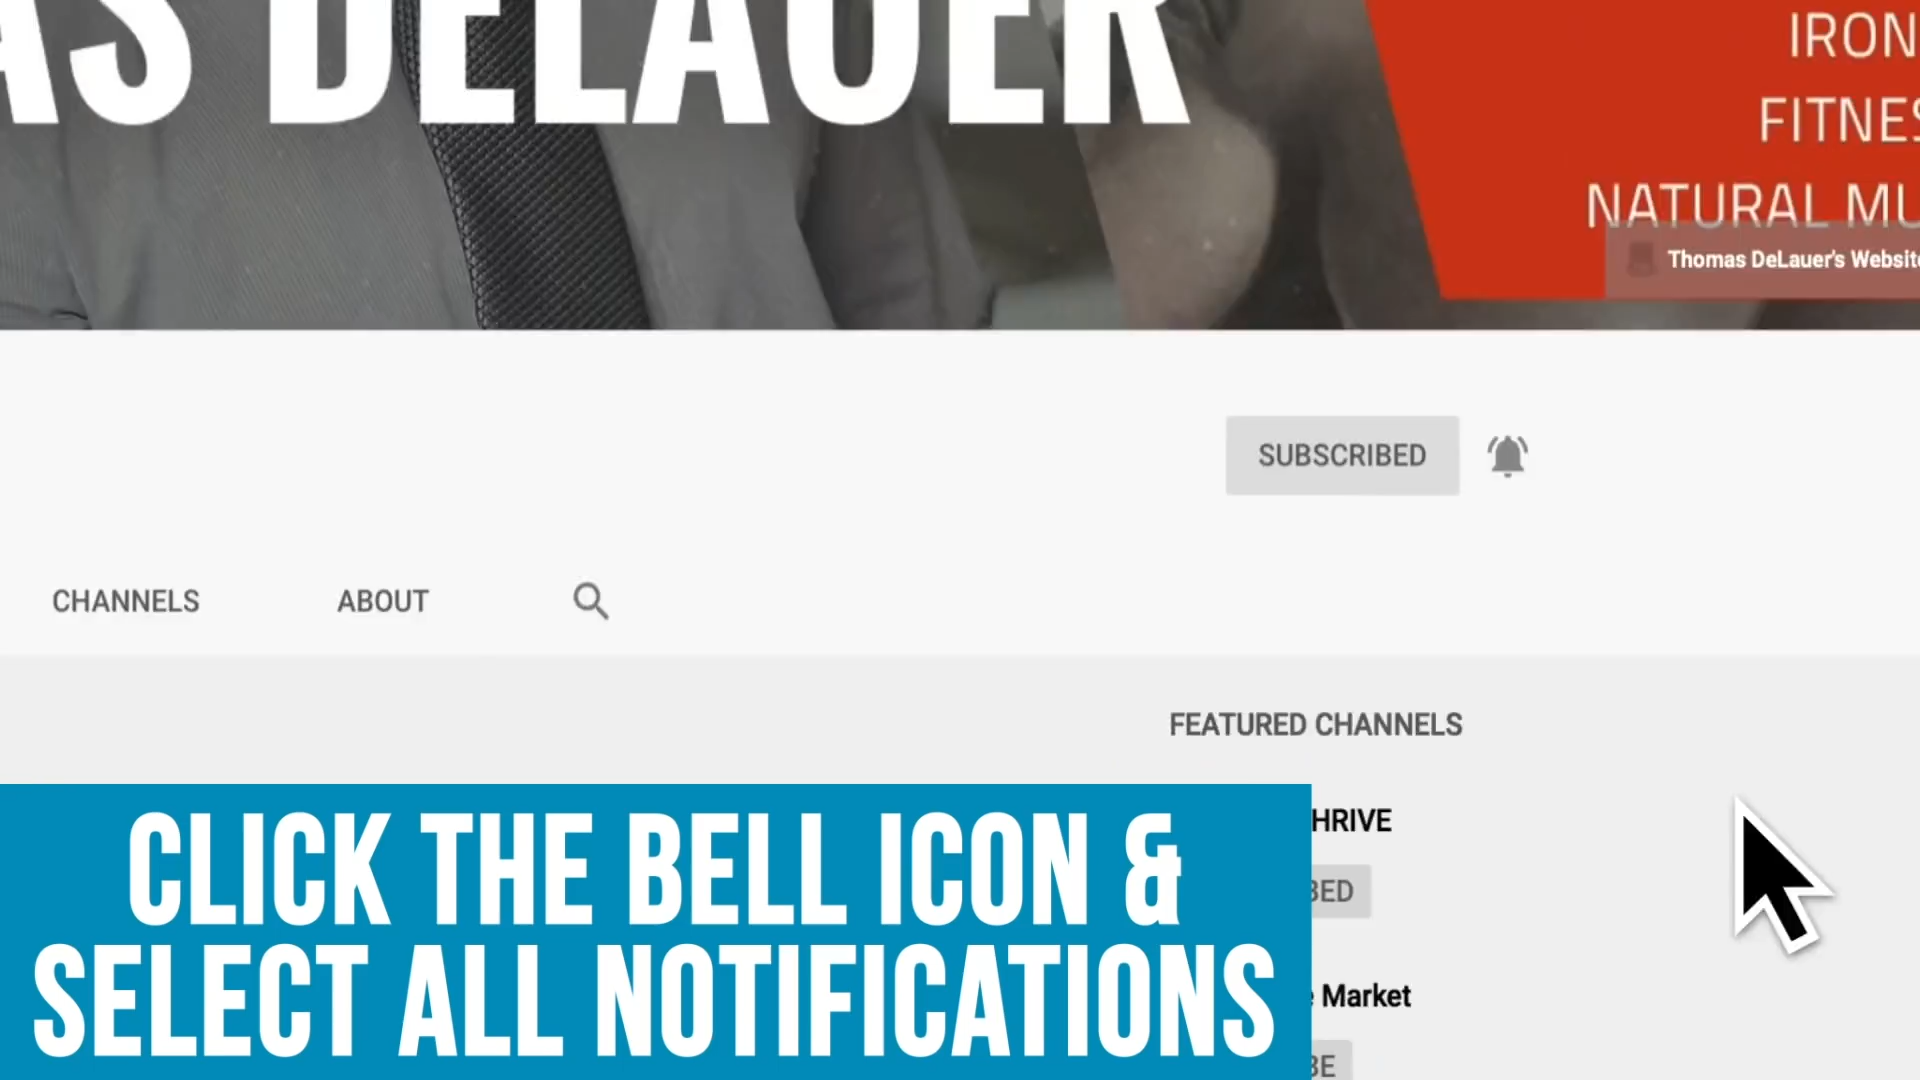 AS DELAUER
IRON
FITNES
NATURAL MU
Thomas DeLauer's Website
SUBSCRIBED
CHANNELS
ABOUT
FEATURED CHANNELS
HRIVE
BED
Market
BE
CLICK THE BELL ICON &
SELECT ALL NOTIFICATIONS